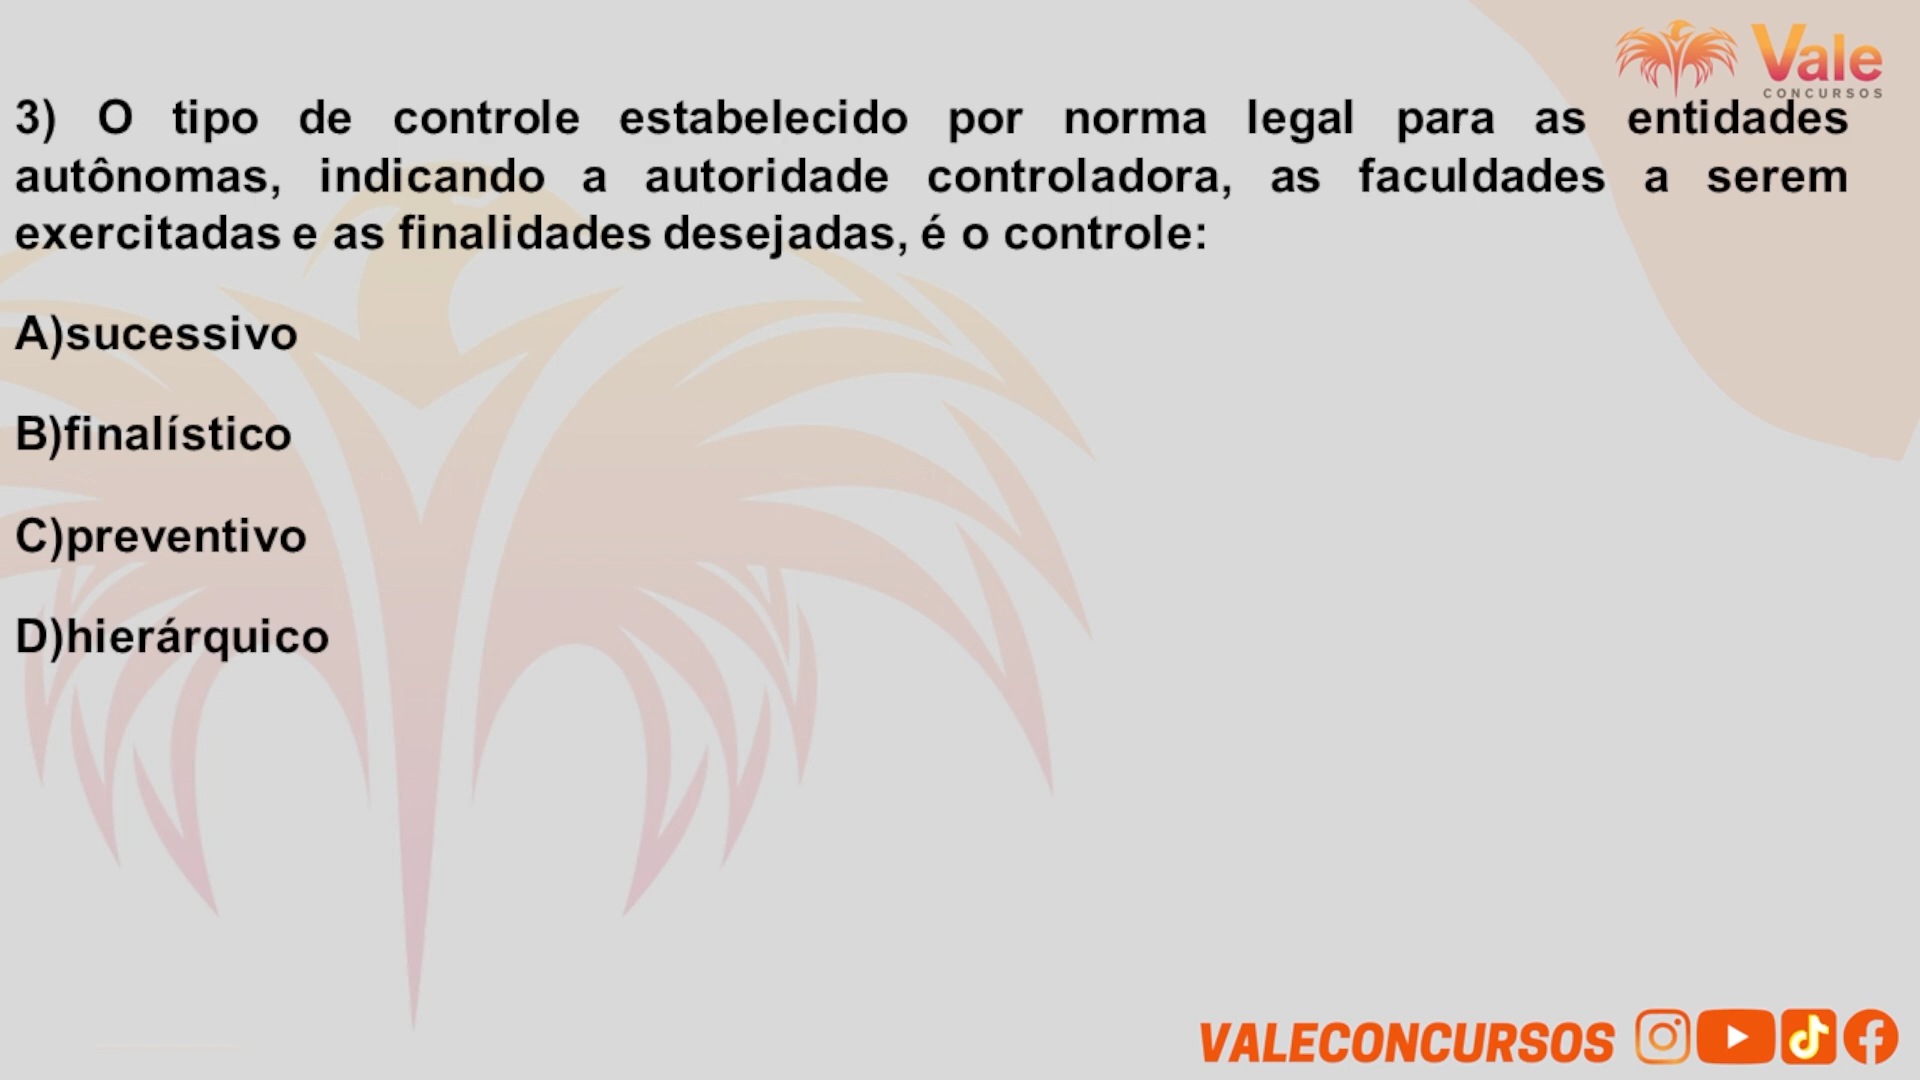 Vale
CONCURSOS
3) O tipo de controle estabelecido por norma legal para as entidades
autônomas, indicando a autoridade controladora, as faculdades a serem
exercitadas e as finalidades desejadas, é o controle:
A)sucessivo
B)finalístico
C)preventivo
D)hierárquico
VALECONCURSOS